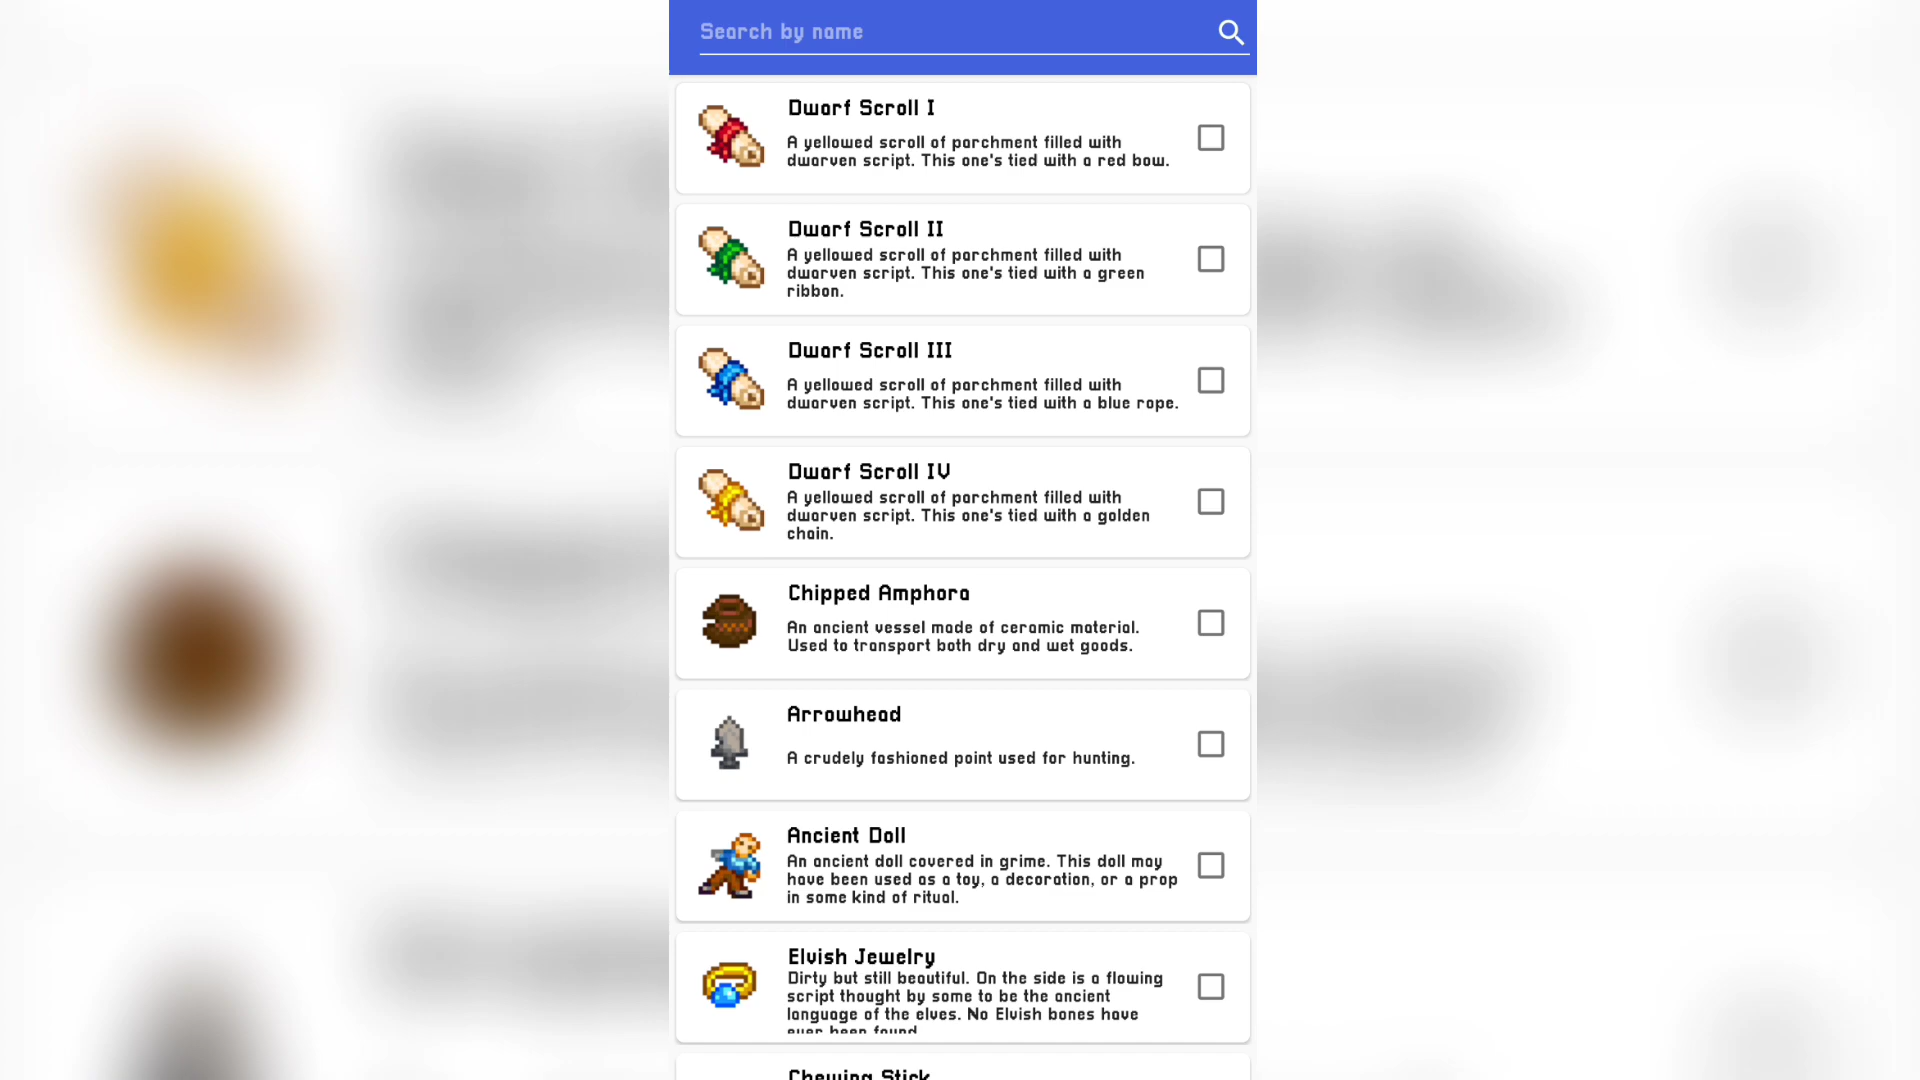 Search by name
Dwarf Scroll I
A yellowed scroll of parchment filled with
dwarven script. This one's tied with a red bow.
Dwarf Scroll II
A yellowed scroll of parchment filled with
dwarven script. This one's tied with a green
ribbon.
Dwarf Scroll III
A yellowed scroll of parchment filled with
dwarven script. This one's tied with a blue rope.
Dwarf Scroll IV
A yellowed scroll of parchment filled with
dwarven script. This one's tied with a golden
chain.
Chipped Amphora
An ancient vessel made of ceramic material.
Used to transport both dry and wet goods.
Arrowhead
A crudely fashioned point used for hunting.
Ancient Doll
An ancient doll covered in grime. This doll may
have been used as a toy, a decoration, or a prop
in some kind of ritual.
Elvish Jewelry
Dirty but still beautiful. On the side is a flowing
script thought by some to be the ancient
language of the elves. No Elvish bones have
ever been found.
Chewing Stick